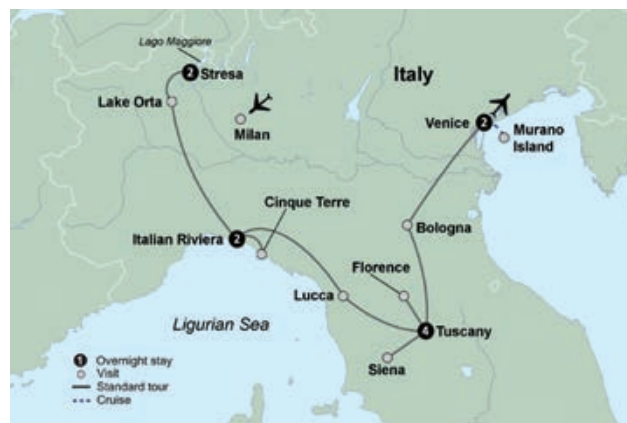 Lago Maggiore
2
Stresa
Italy
Lake Orta
Milan
Venice
2
Murano
Island
Cinque Terre
Italian Riviera
2
Bologna
Florence
Lucca
Ligurian Sea
4
Tuscany
Siena
1 Overnight stay
Visit
Standard tour
Cruise